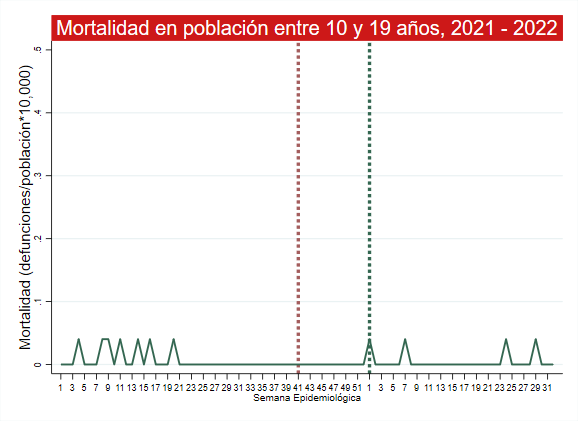 Mortalidad en población entre 10 y 19 años, 2021 - 2022
Mortalidad (defunciones/población*10,000)
.5
.4
.3
.2
.1
0
1 3 5 7 9 11 13 15 17 19 21 23 25 27 29 31 33 35 37 39 41 43 45 47 49 51 1 3 5 7 9 11 13 15 17 19 21 23 25 27 29 31
Semana Epidemiológica